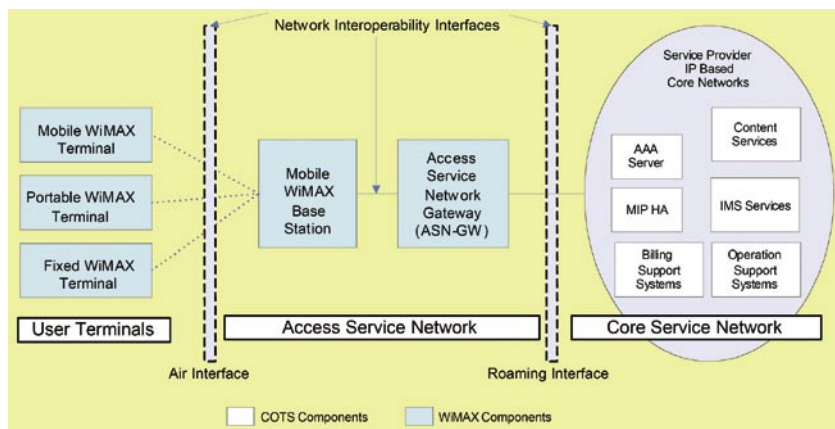 Network Interoperability Interfaces
Service Provider
IP Based
Core Networks
Mobile WiMAX
Terminal
Portable WiMAX
Terminal
Fixed WiMAX
Terminal
Mobile
WiMAX
Base
Station
Access
Service
Network
Gateway
(ASN-GW)
AAA
Server
Content
Services
MIP HA
IMS Services
Billing
Support
Systems
Operation
Support
Systems
User Terminals
Access Service Network
Core Service Network
Air Interface
Roaming Interface
COTS Components
WiMAX Components